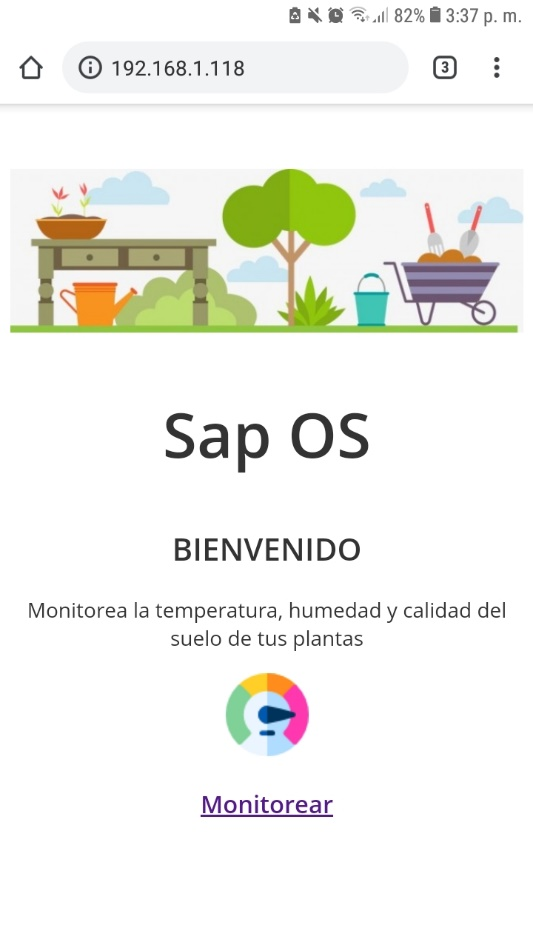 82% 3:37 p. m.
192.168.1.118
3
Sap OS
BIENVENIDO
Monitorea la temperatura, humedad y calidad del
suelo de tus plantas
Monitorear